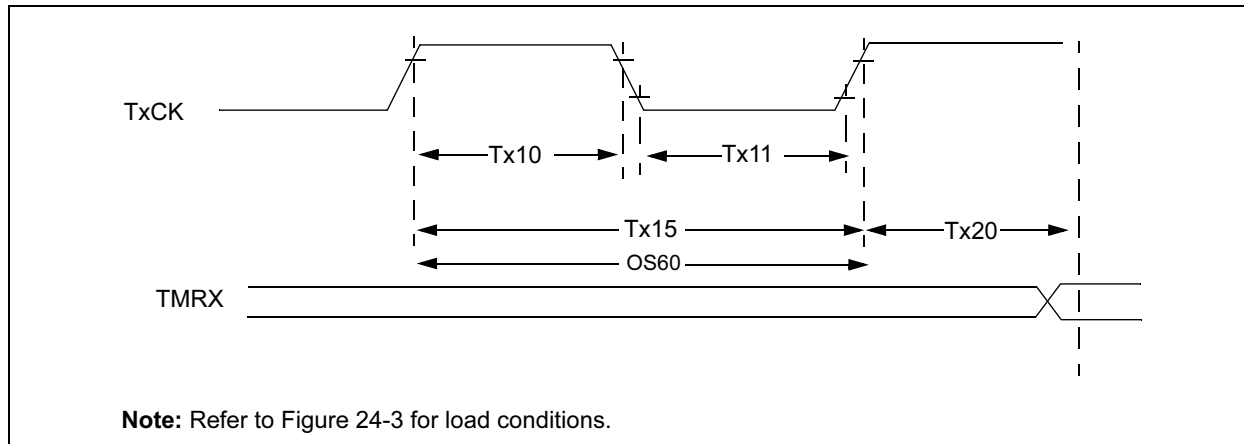 TxCK
Tx10
Tx11
Tx15
Tx20
OS60
TMRX
Note: Refer to Figure 24-3 for load conditions.